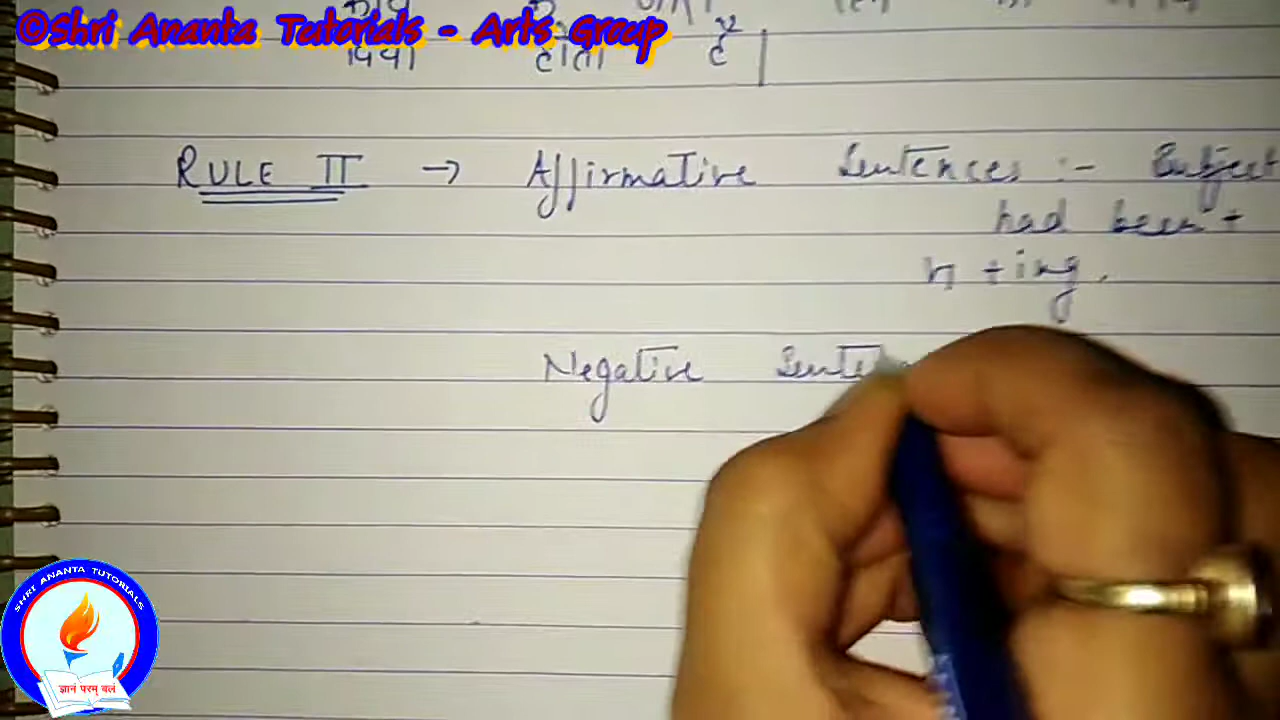 ©Shri Ananta Tutorials - Arts Group
होता है |
RULE II → Affirmative Sentences :- Subject
had been +
+ ing.
Negative
SHRI ANANTA TUTORIALS
ज्ञानं परमं बलं